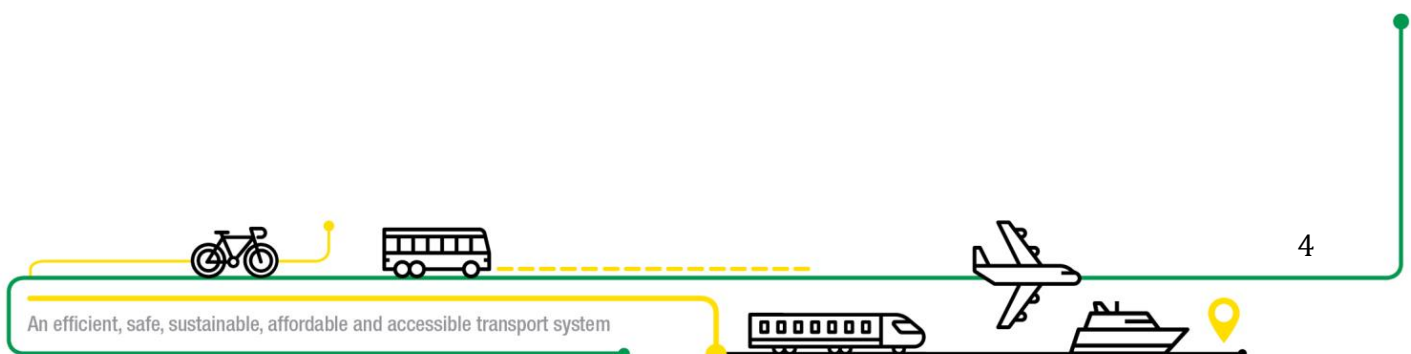 4
An efficient, safe, sustainable, affordable and accessible transport system